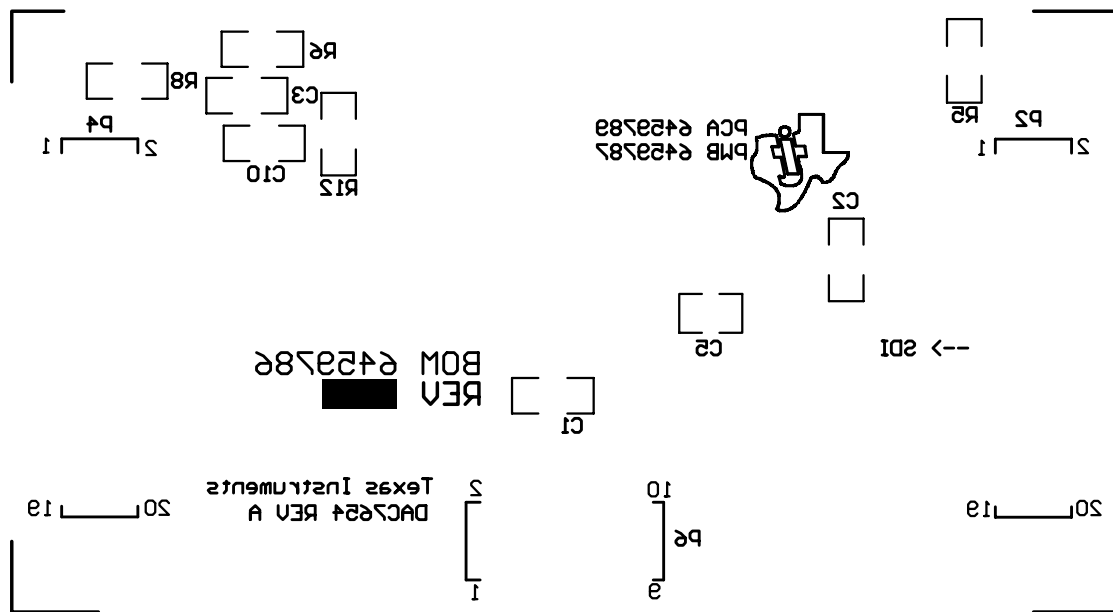 R6
R8
C3
P4
1
2
C10
R12
PCA 6459789
PWB 6459787
R5
P2
1
2
C2
C5
--> SDI
BOM 6459786
REV
C1
Texas Instruments
DAC7654 REV A
2
10
19
20
19
20
P6
1
9